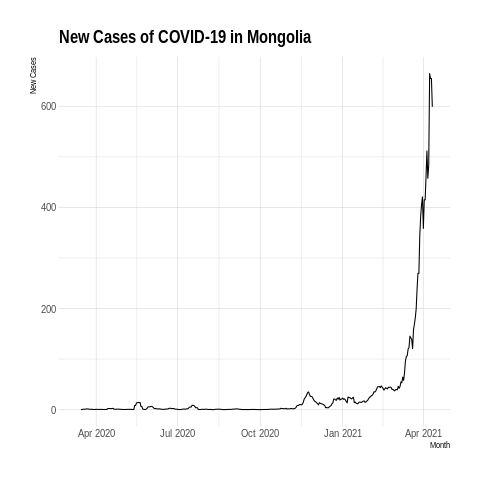 New Cases of COVID-19 in Mongolia
New Cases
600
400
200
0
Apr 2020 Jul 2020 Oct 2020 Jan 2021 Apr 2021
Month